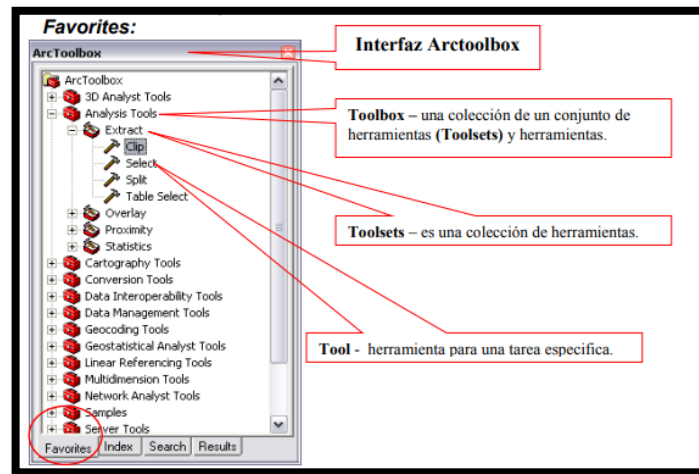 Favorites:
ArcToolbox
Interfaz Arctoolbox
ArcToolbox
3D Analyst Tools
Analysis Tools
Extract
Clip
Select
Split
Table Select
Overlay
Proximity
Statistics
Cartography Tools
Conversion Tools
Data Interoperability Tools
Data Management Tools
Geocoding Tools
Geostatistical Analyst Tools
Linear Referencing Tools
Multidimension Tools
Network Analyst Tools
Samples
Server Tools
Favorites Index Search Results
Toolbox – una colección de un conjunto de
herramientas (Toolsets) y herramientas.
Toolsets – es una colección de herramientas.
Tool - herramienta para una tarea especifica.